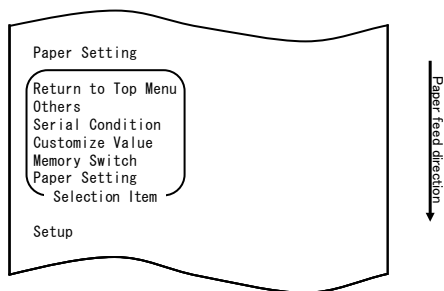 Paper Setting
Return to Top Menu
Others
Serial Condition
Customize Value
Memory Switch
Paper Setting
Selection Item
Setup
Paper feed direction